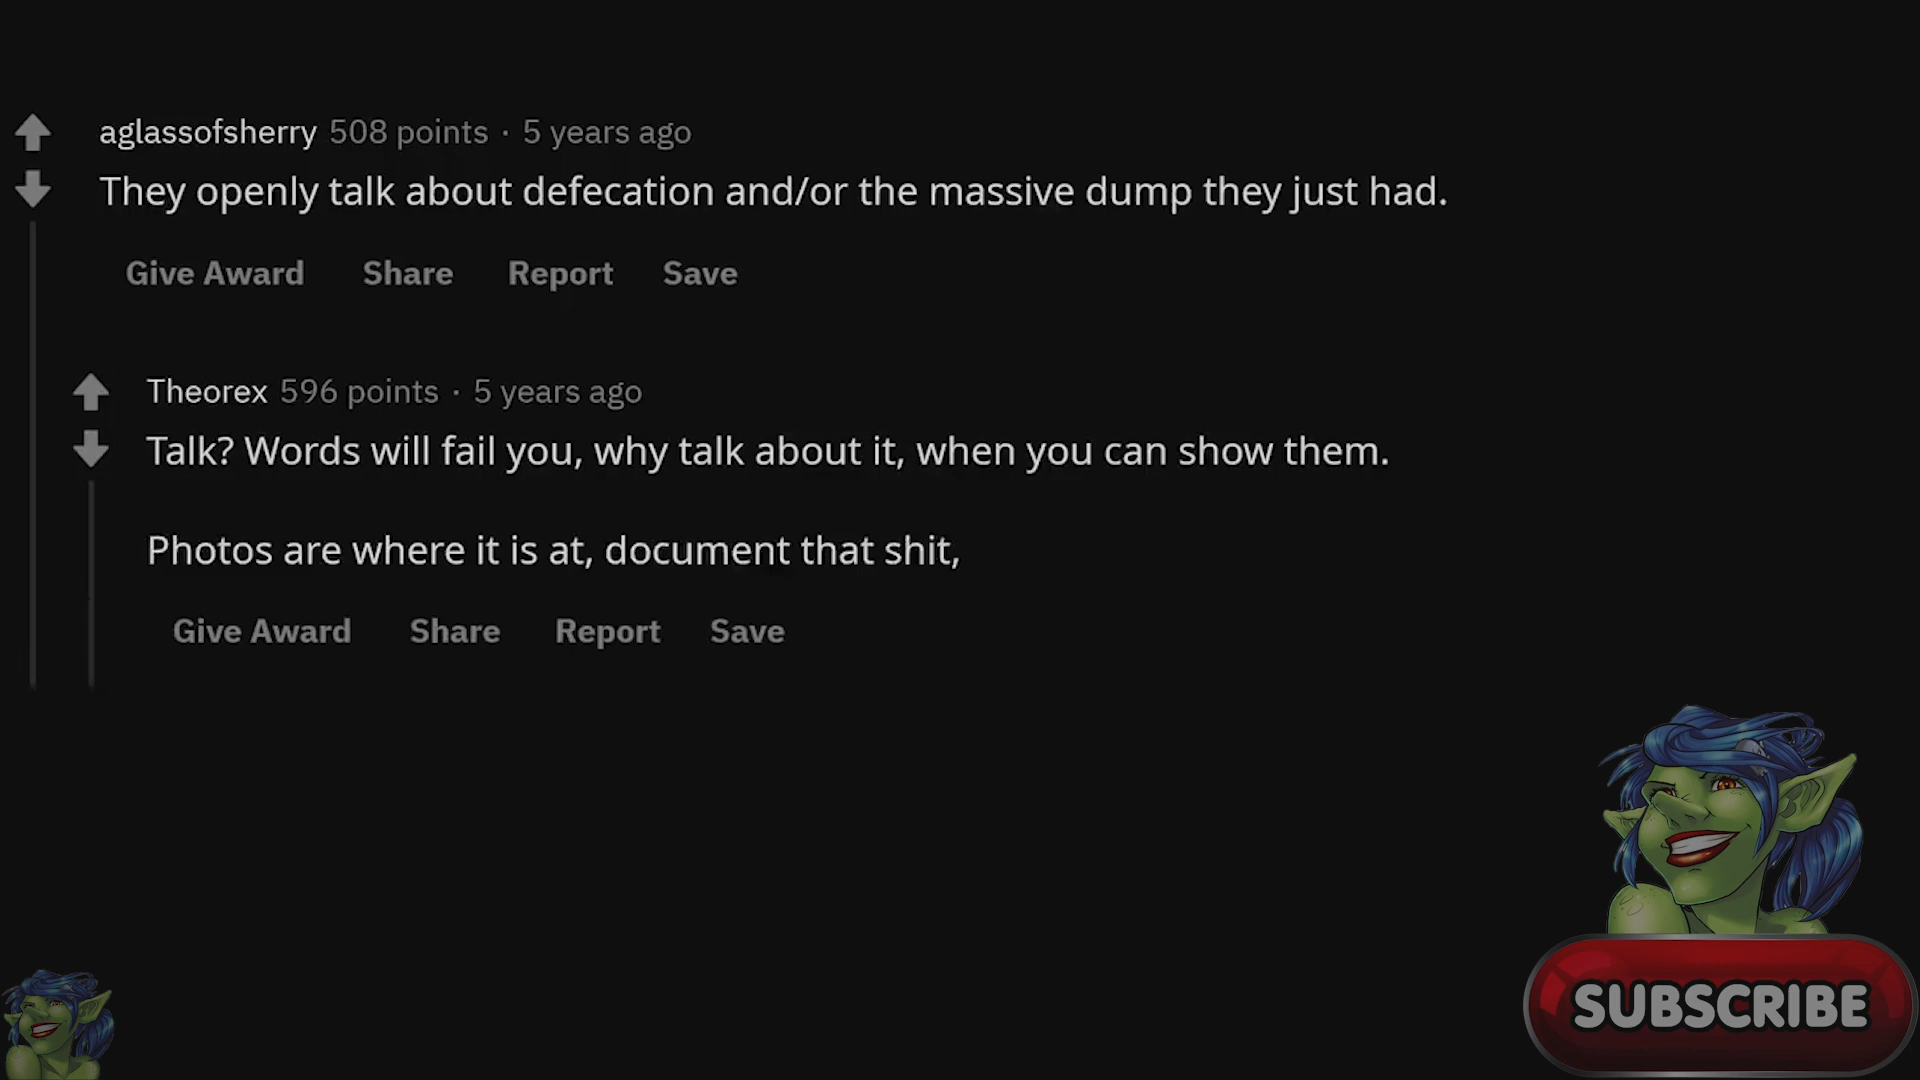 aglassofsherry 508 points · 5 years ago
They openly talk about defecation and/or the massive dump they just had.
Give Award Share Report Save
Theorex 596 points · 5 years ago
Talk? Words will fail you, why talk about it, when you can show them.
Photos are where it is at, document that shit,
Give Award Share Report Save
SUBSCRIBE